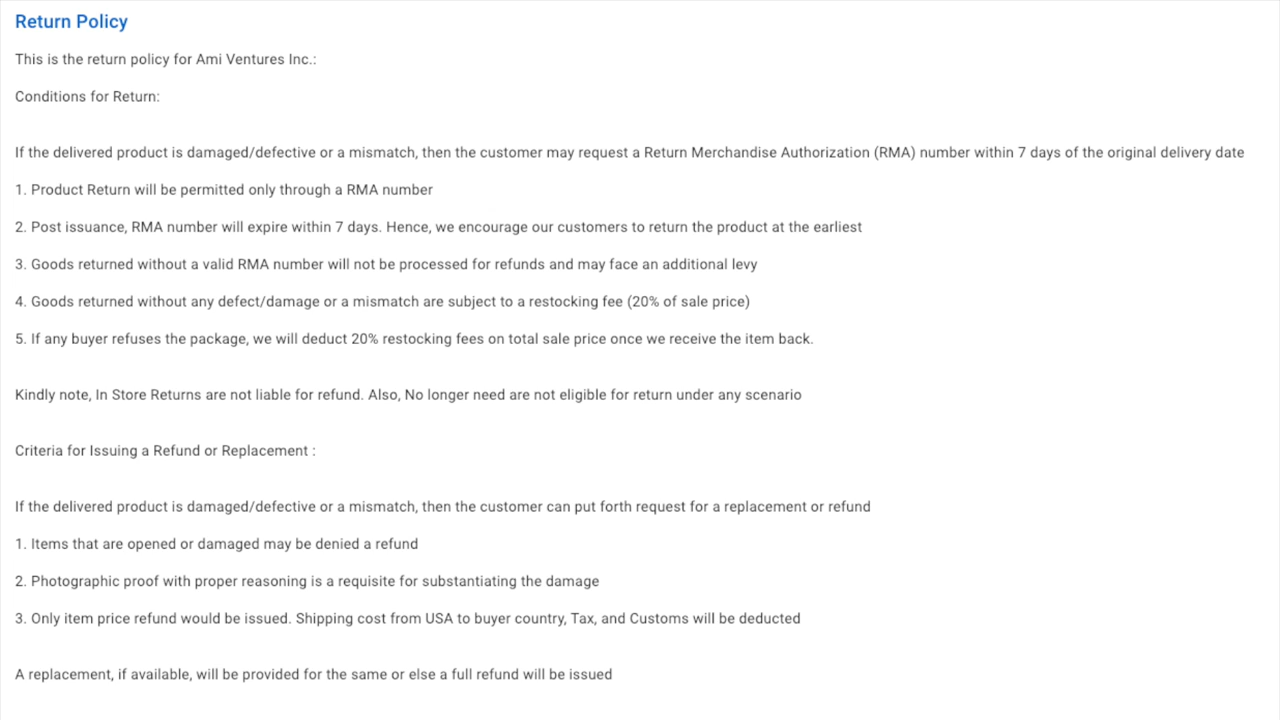 Return Policy
This is the return policy for Ami Ventures Inc.:
Conditions for Return:
If the delivered product is damaged/defective or a mismatch, then the customer may request a Return Merchandise Authorization (RMA) number within 7 days of the original delivery date
1. Product Return will be permitted only through a RMA number
2. Post issuance, RMA number will expire within 7 days. Hence, we encourage our customers to return the product at the earliest
3. Goods returned without a valid RMA number will not be processed for refunds and may face an additional levy
4. Goods returned without any defect/damage or a mismatch are subject to a restocking fee (20% of sale price)
5. If any buyer refuses the package, we will deduct 20% restocking fees on total sale price once we receive the item back.
Kindly note, In Store Returns are not liable for refund. Also, No longer need are not eligible for return under any scenario
Criteria for Issuing a Refund or Replacement :
If the delivered product is damaged/defective or a mismatch, then the customer can put forth request for a replacement or refund
1. Items that are opened or damaged may be denied a refund
2. Photographic proof with proper reasoning is a requisite for substantiating the damage
3. Only item price refund would be issued. Shipping cost from USA to buyer country, Tax, and Customs will be deducted
A replacement, if available, will be provided for the same or else a full refund will be issued